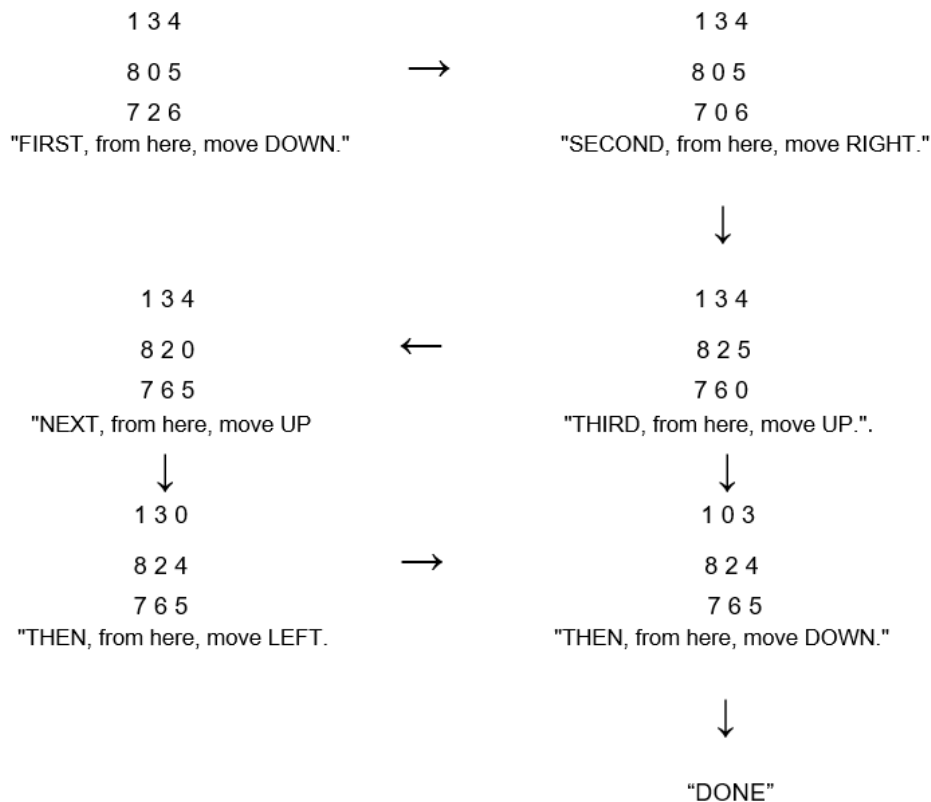 1 3 4
8 0 5
7 2 6
"FIRST, from here, move DOWN."
→
1 3 4
8 0 5
7 0 6
"SECOND, from here, move RIGHT."
↓
1 3 4
8 2 5
7 6 0
"THIRD, from here, move UP.".
←
1 3 4
8 2 0
7 6 5
"NEXT, from here, move UP
↓
↓
1 3 0
8 2 4
7 6 5
"THEN, from here, move LEFT.
→
1 0 3
8 2 4
7 6 5
"THEN, from here, move DOWN."
↓
“DONE”